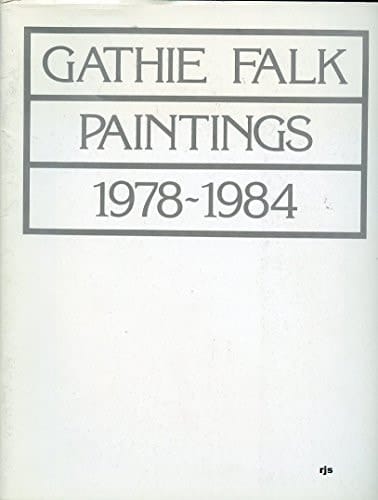 GATHIE FALK
PAINTINGS
1978~1984
rjs